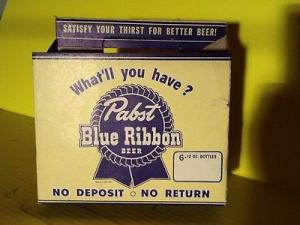 SATISFY YOUR THIRST FOR BETTER BEER!
What'll you have?
Pabst
Blue Ribbon
BEER
6-12 OZ. BOTTLES
NO DEPOSIT NO RETURN